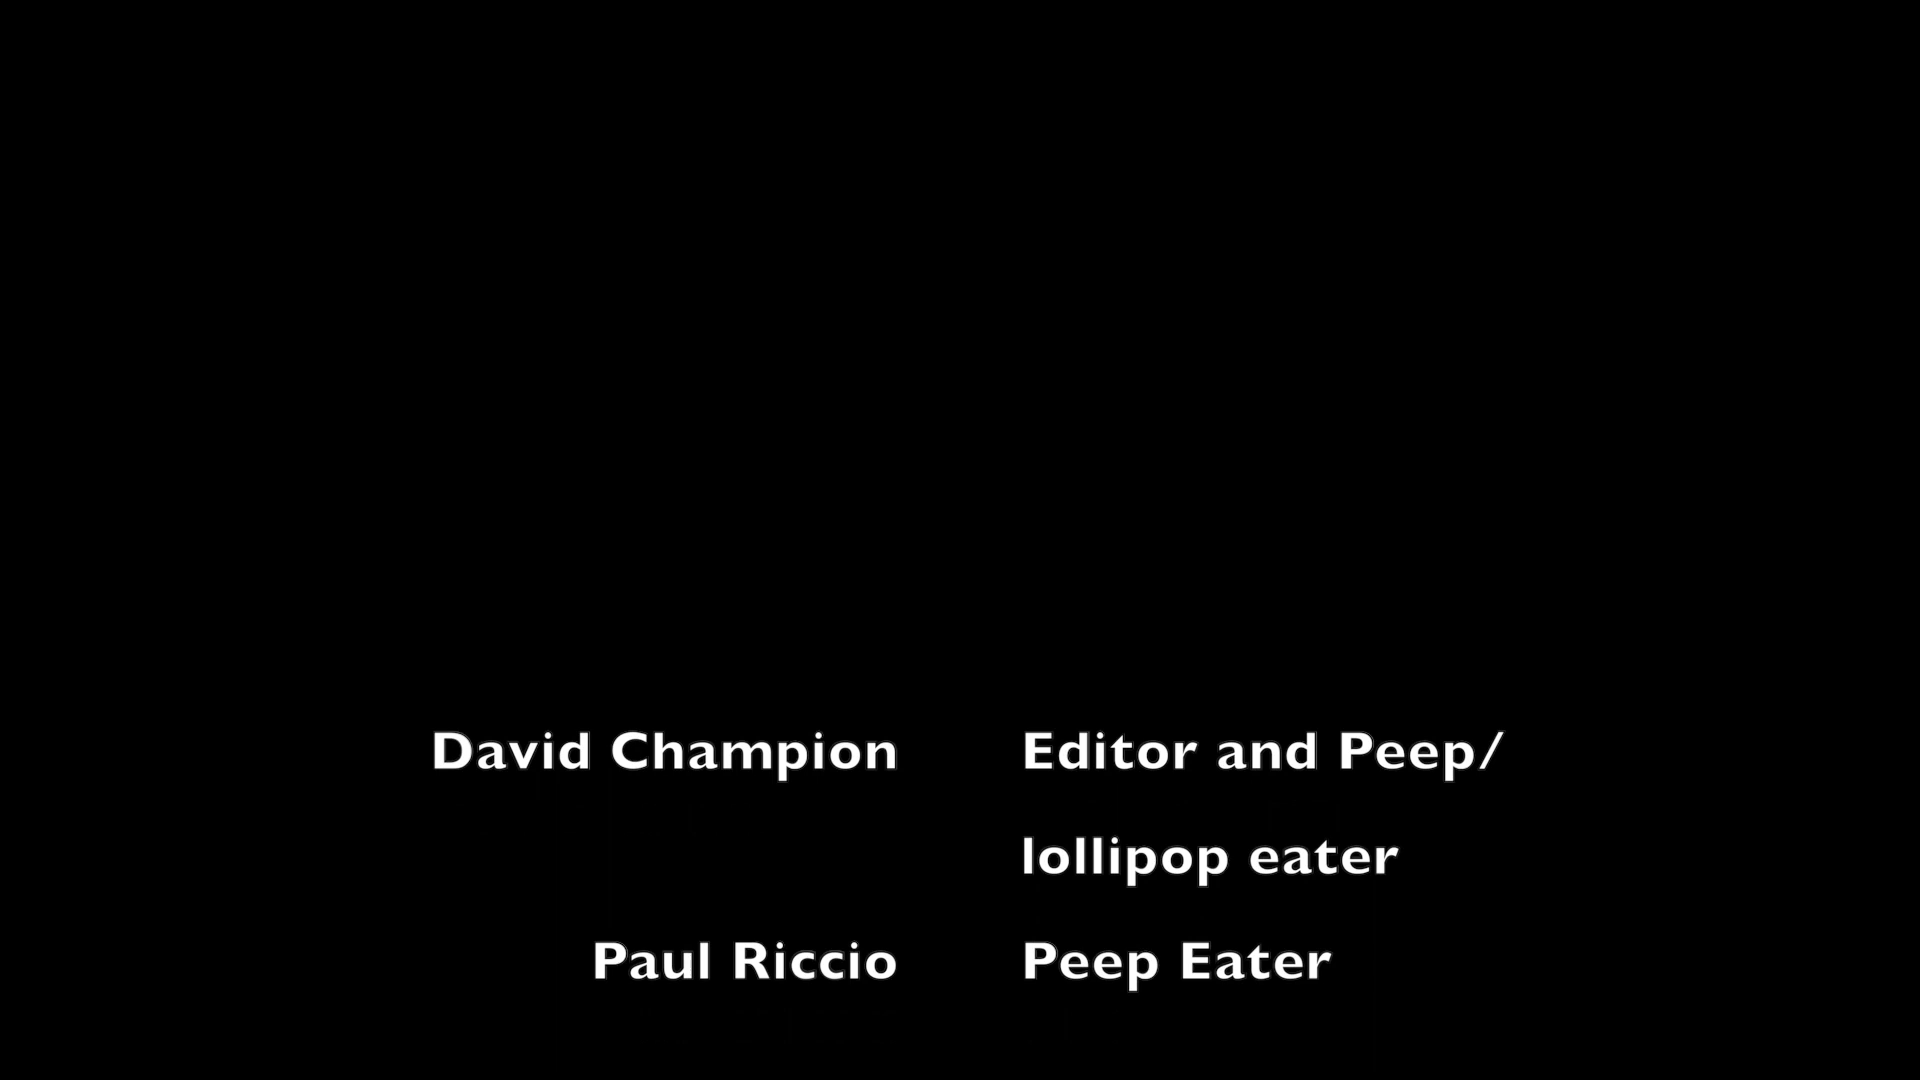 David Champion Editor and Peep/
lollipop eater
Paul Riccio Peep Eater